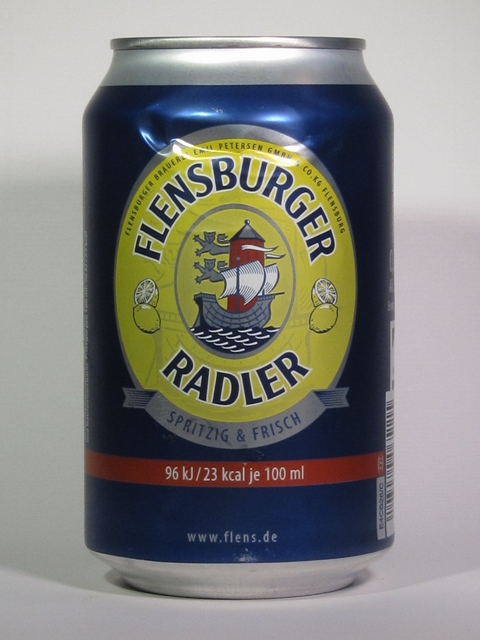 FLENSBURGER BRAUEREI EMIL PETERSEN GMBH & CO. KG FLENSBURG
FLENSBURGER
RADLER
SPRITZIG & FRISCH
96 kJ / 23 kcal je 100 ml
www.flens.de